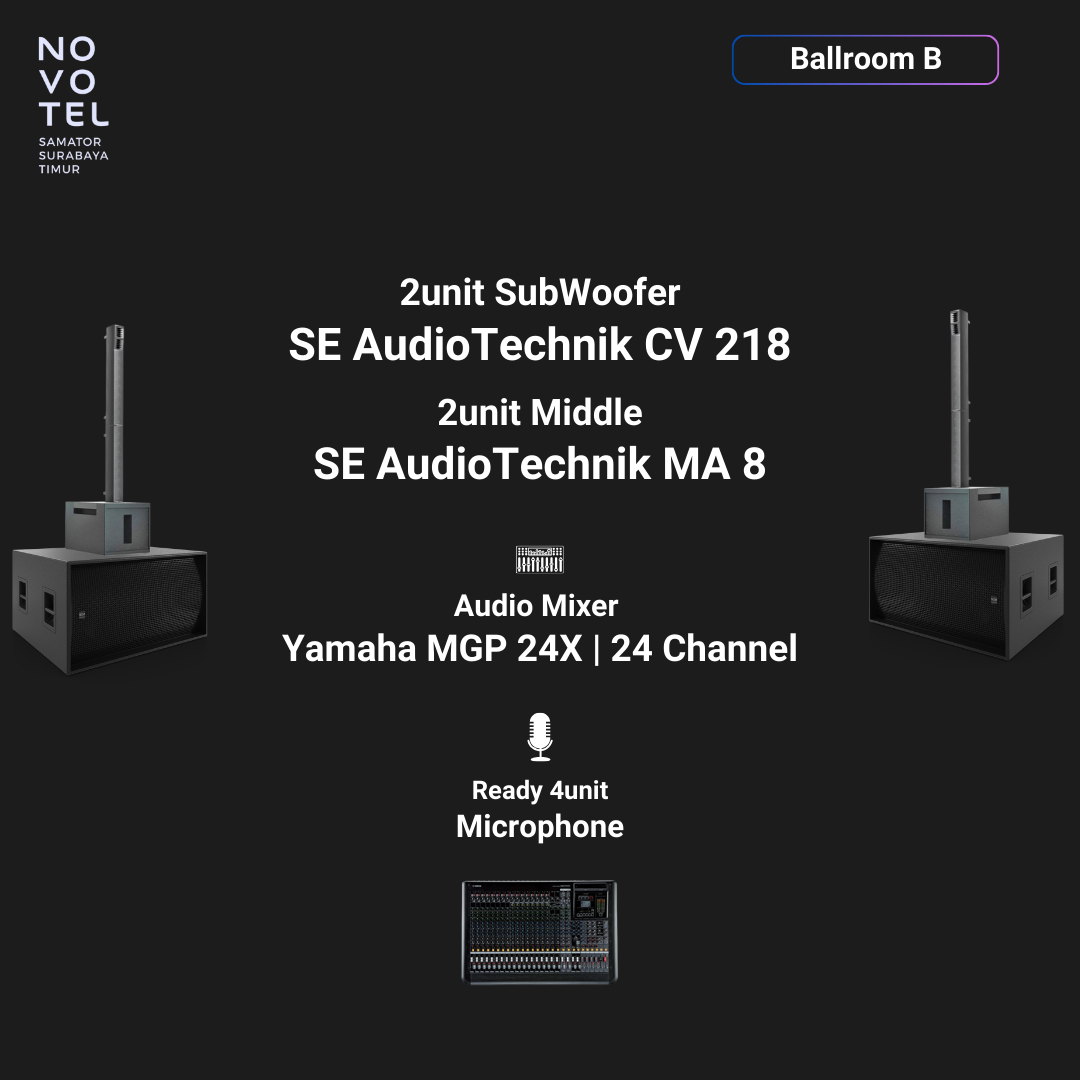 NO
VO
TEL
SAMATOR
SURABAYA
TIMUR
Ballroom B
2unit SubWoofer
SE AudioTechnik CV 218
2unit Middle
SE AudioTechnik MA 8
Audio Mixer
Yamaha MGP 24X | 24 Channel
Ready 4unit
Microphone